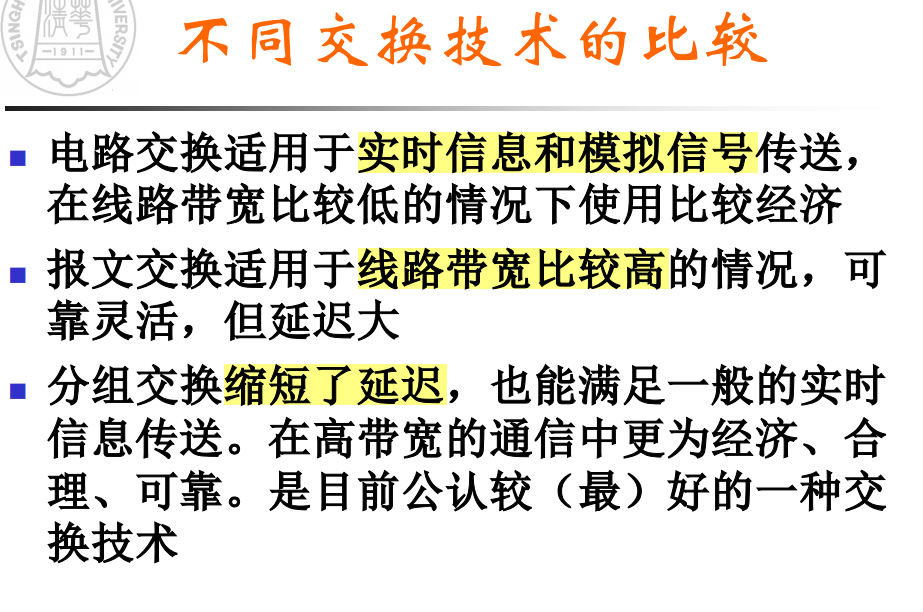 TSINGH
VERSITY
1911
不同交换技术的比较
电路交换适用于实时信息和模拟信号传送，
在线路带宽比较低的情况下使用比较经济
报文交换适用于线路带宽比较高的情况，可
靠灵活，但延迟大
分组交换缩短了延迟，也能满足一般的实时
信息传送。在高带宽的通信中更为经济、合
理、可靠。是目前公认较（最）好的一种交
换技术